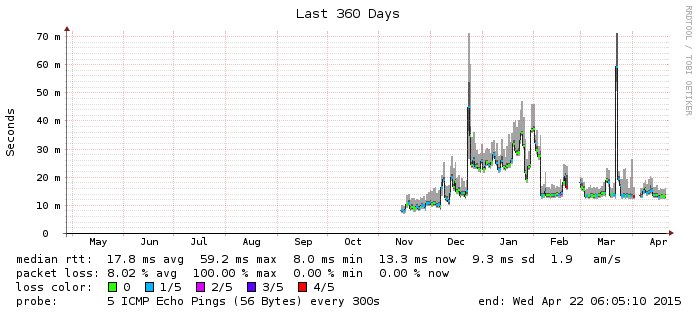 Last 360 Days
RRDTOOL / TOBI OETIKER
Seconds
70 m
60 m
50 m
40 m
30 m
20 m
10 m
0
May Jun Jul Aug Sep Oct Nov Dec Jan Feb Mar Apr
median rtt: 17.8 ms avg 59.2 ms max 8.0 ms min 13.3 ms now 9.3 ms sd 1.9 am/s
packet loss: 8.02 % avg 100.00 % max 0.00 % min 0.00 % now
loss color: 0 1/5 2/5 3/5 4/5
probe: 5 ICMP Echo Pings (56 Bytes) every 300s end: Wed Apr 22 06:05:10 2015